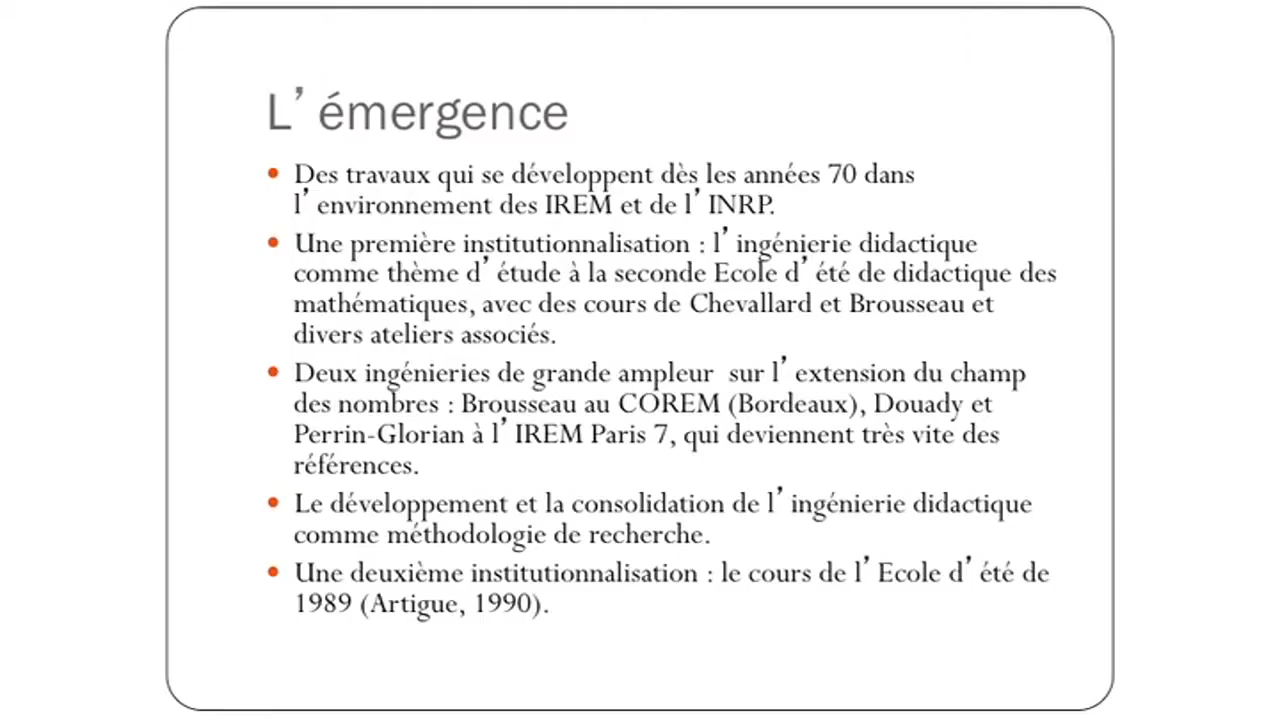 L’ émergence
Des travaux qui se développent dès les années 70 dans
l’ environnement des IREM et de l’ INRP.
Une première institutionnalisation : l’ ingénierie didactique
comme thème d’ étude à la seconde Ecole d’ été de didactique des
mathématiques, avec des cours de Chevallard et Brousseau et
divers ateliers associés.
Deux ingénieries de grande ampleur  sur l’ extension du champ
des nombres : Brousseau au COREM (Bordeaux), Douady et
Perrin-Glorian à l’ IREM Paris 7, qui deviennent très vite des
références.
Le développement et la consolidation de l’ ingénierie didactique
comme méthodologie de recherche.
Une deuxième institutionnalisation : le cours de l’ Ecole d’ été de
1989 (Artigue, 1990).